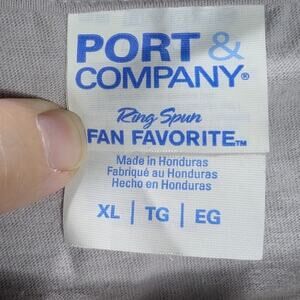 PORT &
COMPANY®
Ring Spun
FAN FAVORITE™
Made in Honduras
Fabriqué au Honduras
Hecho en Honduras
XL | TG | EG